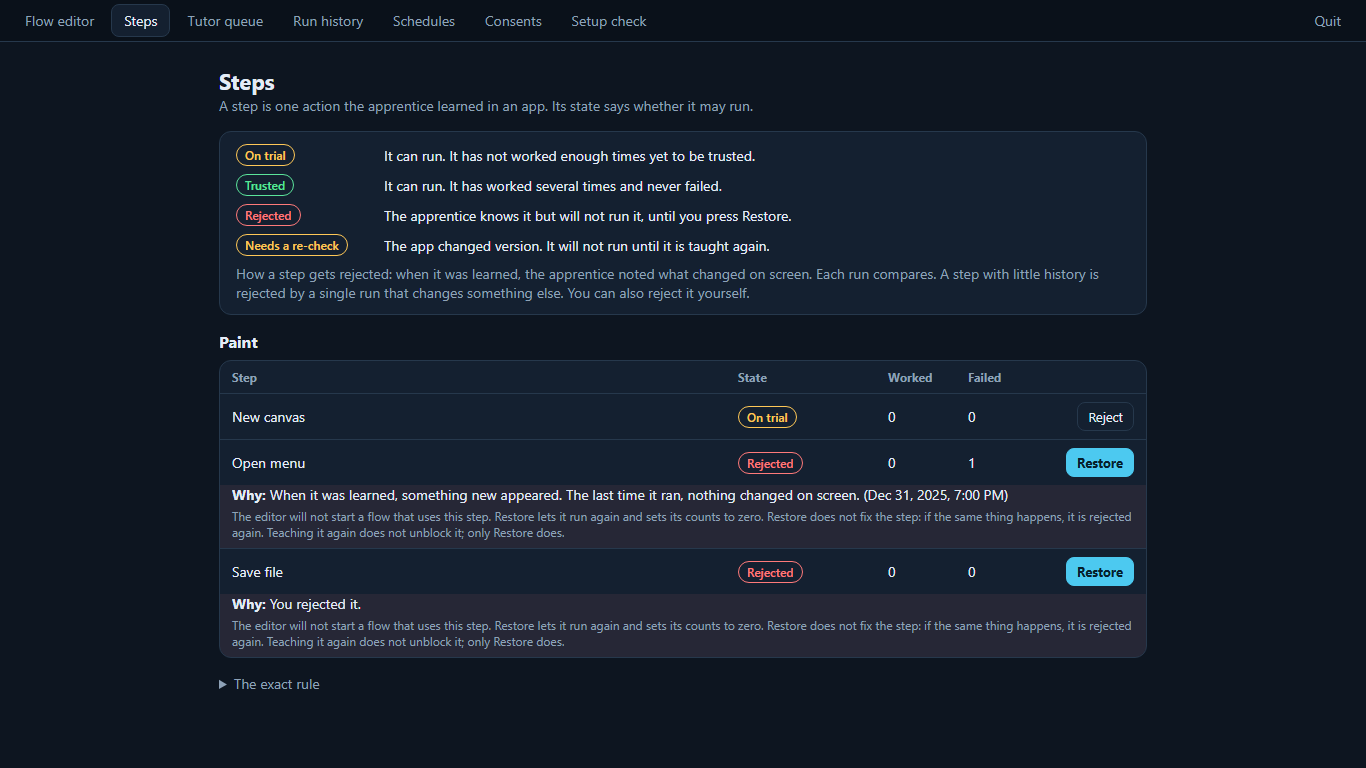 Flow editor
Steps
Tutor queue
Run history
Schedules
Consents
Setup check
Quit
Steps
A step is one action the apprentice learned in an app. Its state says whether it may run.
On trial
It can run. It has not worked enough times yet to be trusted.
Trusted
It can run. It has worked several times and never failed.
Rejected
The apprentice knows it but will not run it, until you press Restore.
Needs a re-check
The app changed version. It will not run until it is taught again.
How a step gets rejected: when it was learned, the apprentice noted what changed on screen. Each run compares. A step with little history is
rejected by a single run that changes something else. You can also reject it yourself.
Paint
Step State Worked Failed
New canvas On trial 0 0 Reject
Open menu Rejected 0 1 Restore
Why: When it was learned, something new appeared. The last time it ran, nothing changed on screen. (Dec 31, 2025, 7:00 PM)
The editor will not start a flow that uses this step. Restore lets it run again and sets its counts to zero. Restore does not fix the step: if the same thing happens, it is rejected
again. Teaching it again does not unblock it; only Restore does.
Save file Rejected 0 0 Restore
Why: You rejected it.
The editor will not start a flow that uses this step. Restore lets it run again and sets its counts to zero. Restore does not fix the step: if the same thing happens, it is rejected
again. Teaching it again does not unblock it; only Restore does.
The exact rule